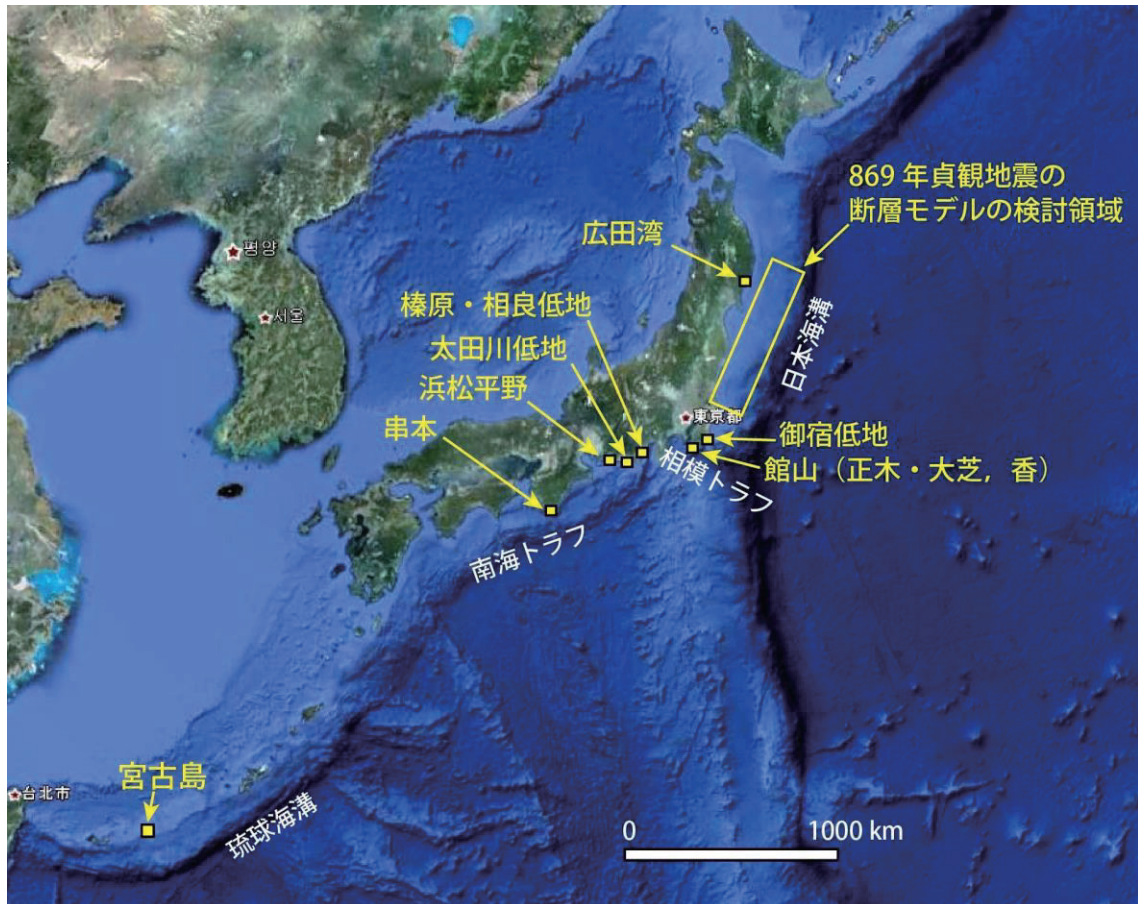 869 年貞観地震の
断層モデルの検討領域
広田湾
평양
榛原・相良低地
서울
太田川低地
日本海溝
浜松平野
東京都
串本
御宿低地
相模トラフ
館山（正木・大芝，香）
南海トラフ
宮古島
台北市
琉球海溝
0
1000 km